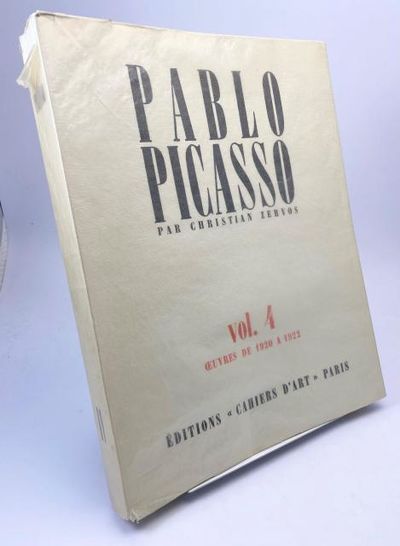 PABLO
PICASSO
PAR CHRISTIAN ZERVOS
Vol. 4
ŒUVRES DE 1920 A 1922
ÉDITIONS « CAHIERS D'ART » PARIS